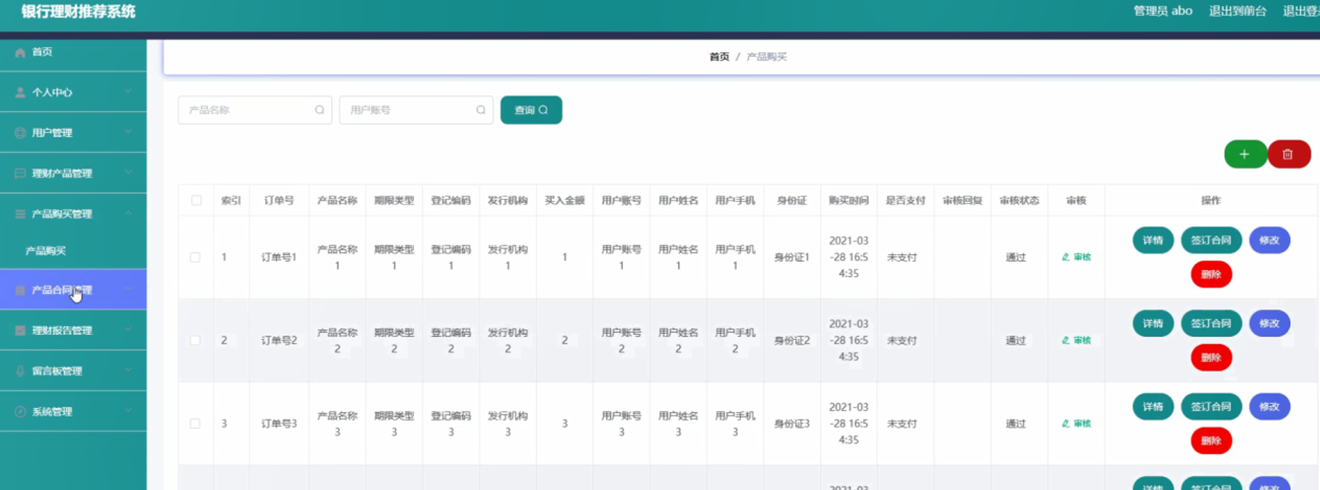 银行理财推荐系统
管理员 abo 退出到前台 退出登
首页
个人中心
用户管理
理财产品管理
产品购买管理
产品购买
产品合同管理
理财报告管理
留言板管理
系统管理
首页 / 产品购买
产品名称 用户账号 查询
索引 订单号 产品名称 期限类型 登记编码 发行机构 买入金额 用户账号 用户姓名 用户手机 身份证 购买时间 是否支付 审核回复 审核状态 审核 操作
1 订单号1 产品名称1 期限类型1 登记编码1 发行机构1 1 用户账号1 用户姓名1 用户手机1 身份证1 2021-03-28 16:54:35 未支付 通过 审核 详情 签订合同 修改 删除
2 订单号2 产品名称2 期限类型2 登记编码2 发行机构2 2 用户账号2 用户姓名2 用户手机2 身份证2 2021-03-28 16:54:35 未支付 通过 审核 详情 签订合同 修改 删除
3 订单号3 产品名称3 期限类型3 登记编码3 发行机构3 3 用户账号3 用户姓名3 用户手机3 身份证3 2021-03-28 16:54:35 未支付 通过 审核 详情 签订合同 修改 删除
2021-03 详情 签订合同 修改